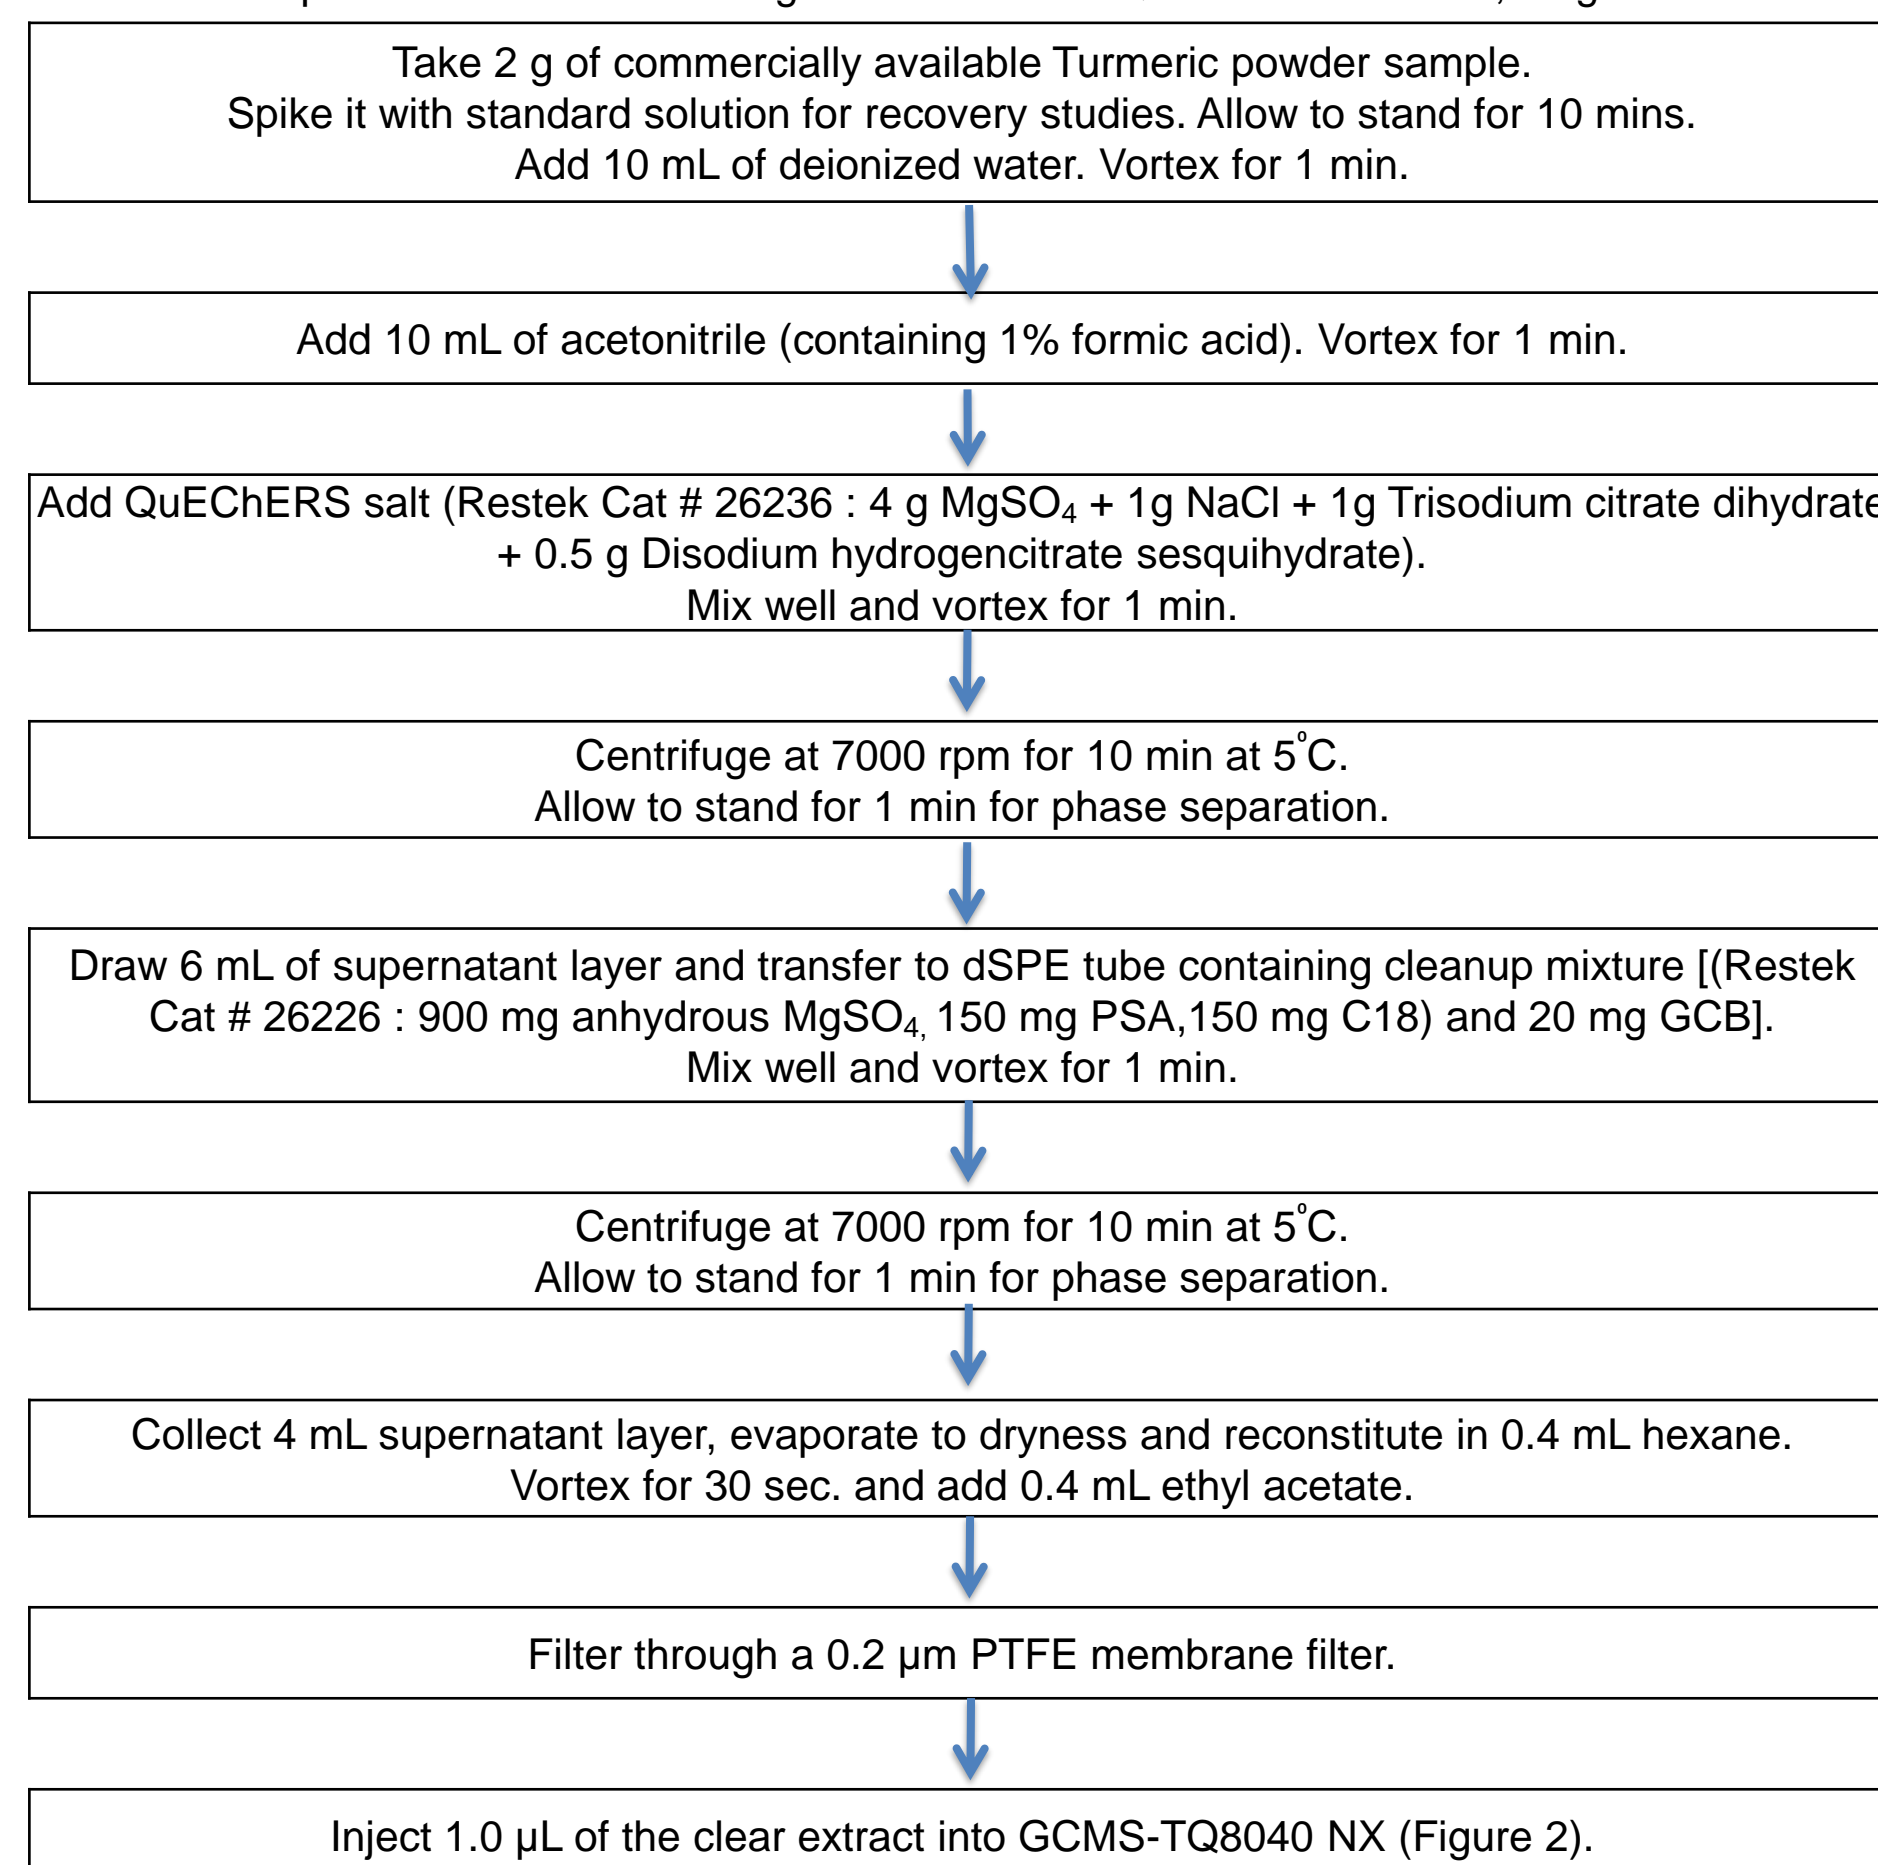 Take 2 g of commercially available Turmeric powder sample.
Spike it with standard solution for recovery studies. Allow to stand for 10 mins.
Add 10 mL of deionized water. Vortex for 1 min.
Add 10 mL of acetonitrile (containing 1% formic acid). Vortex for 1 min.
Add QuEChERS salt (Restek Cat # 26236 : 4 g MgSO₄ + 1g NaCl + 1g Trisodium citrate dihydrate
+ 0.5 g Disodium hydrogencitrate sesquihydrate).
Mix well and vortex for 1 min.
Centrifuge at 7000 rpm for 10 min at 5°C.
Allow to stand for 1 min for phase separation.
Draw 6 mL of supernatant layer and transfer to dSPE tube containing cleanup mixture [(Restek
Cat # 26226 : 900 mg anhydrous MgSO₄, 150 mg PSA,150 mg C18) and 20 mg GCB].
Mix well and vortex for 1 min.
Centrifuge at 7000 rpm for 10 min at 5°C.
Allow to stand for 1 min for phase separation.
Collect 4 mL supernatant layer, evaporate to dryness and reconstitute in 0.4 mL hexane.
Vortex for 30 sec. and add 0.4 mL ethyl acetate.
Filter through a 0.2 µm PTFE membrane filter.
Inject 1.0 µL of the clear extract into GCMS-TQ8040 NX (Figure 2).